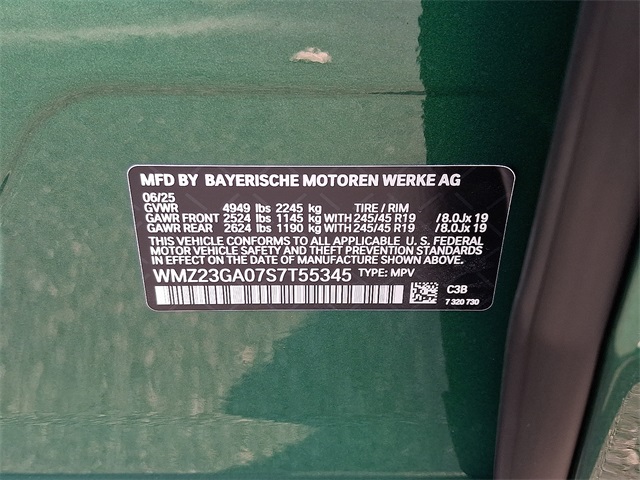 MFD BY BAYERISCHE MOTOREN WERKE AG
06/25
GVWR 4949 lbs 2245 kg TIRE / RIM
GAWR FRONT 2524 lbs 1145 kg WITH 245/45 R19 /8.0Jx 19
GAWR REAR 2624 lbs 1190 kg WITH 245/45 R19 /8.0Jx 19
THIS VEHICLE CONFORMS TO ALL APPLICABLE U. S. FEDERAL
MOTOR VEHICLE SAFETY AND THEFT PREVENTION STANDARDS
IN EFFECT ON THE DATE OF MANUFACTURE SHOWN ABOVE.
WMZ23GA07S7T55345 TYPE: MPV
C3B
7 320 730